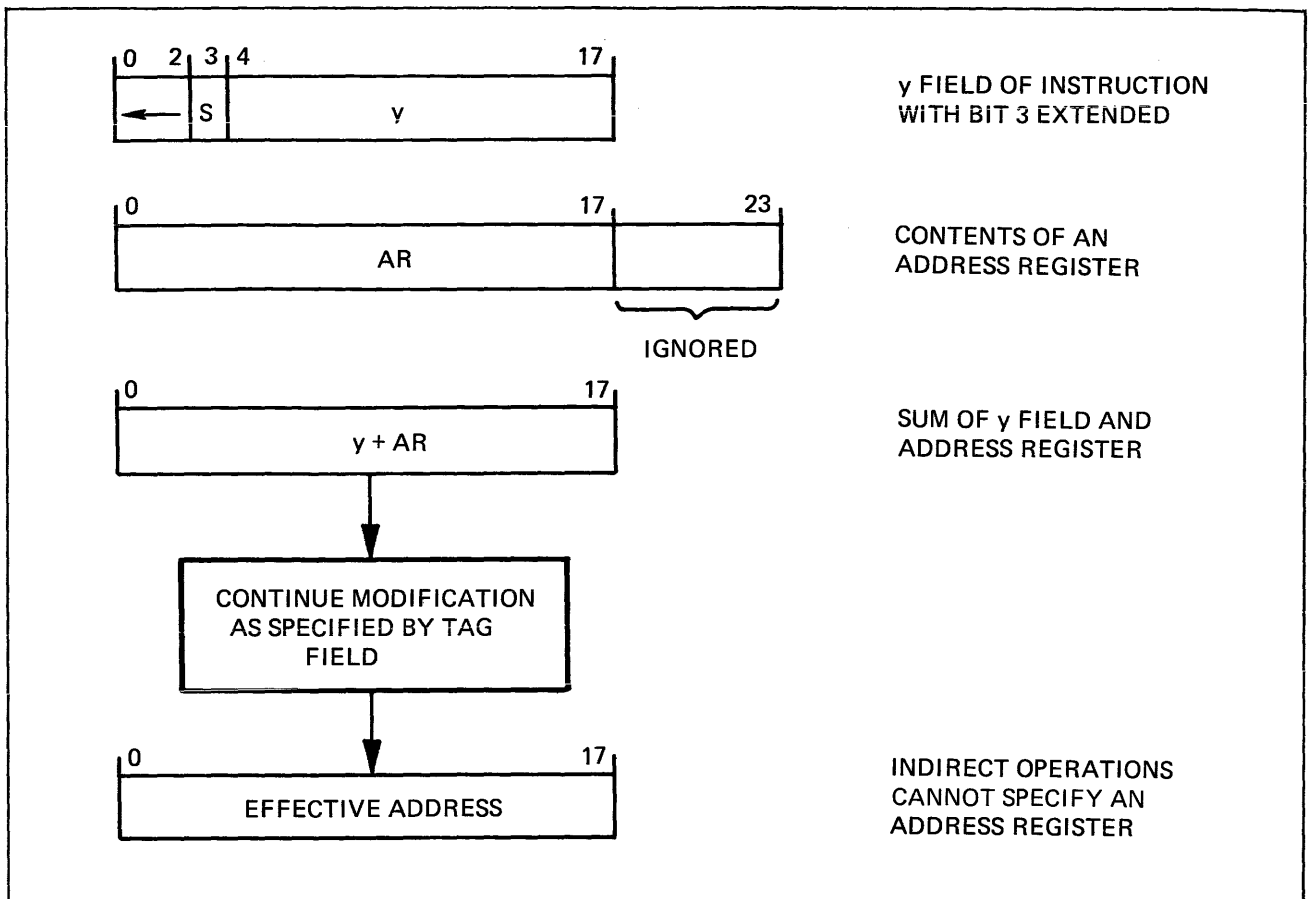 0 2 3 4 17
S y
y FIELD OF INSTRUCTION
WITH BIT 3 EXTENDED
0 17 23
AR
CONTENTS OF AN
ADDRESS REGISTER
IGNORED
0 17
y + AR
SUM OF y FIELD AND
ADDRESS REGISTER
CONTINUE MODIFICATION
AS SPECIFIED BY TAG
FIELD
0 17
EFFECTIVE ADDRESS
INDIRECT OPERATIONS
CANNOT SPECIFY AN
ADDRESS REGISTER